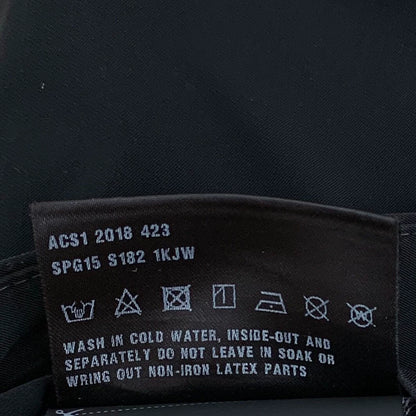 ACS1 2018 423
SPG15 S182 1KJW
WASH IN COLD WATER, INSIDE-OUT AND
SEPARATELY DO NOT LEAVE IN SOAK OR
WRING OUT NON-IRON LATEX PARTS